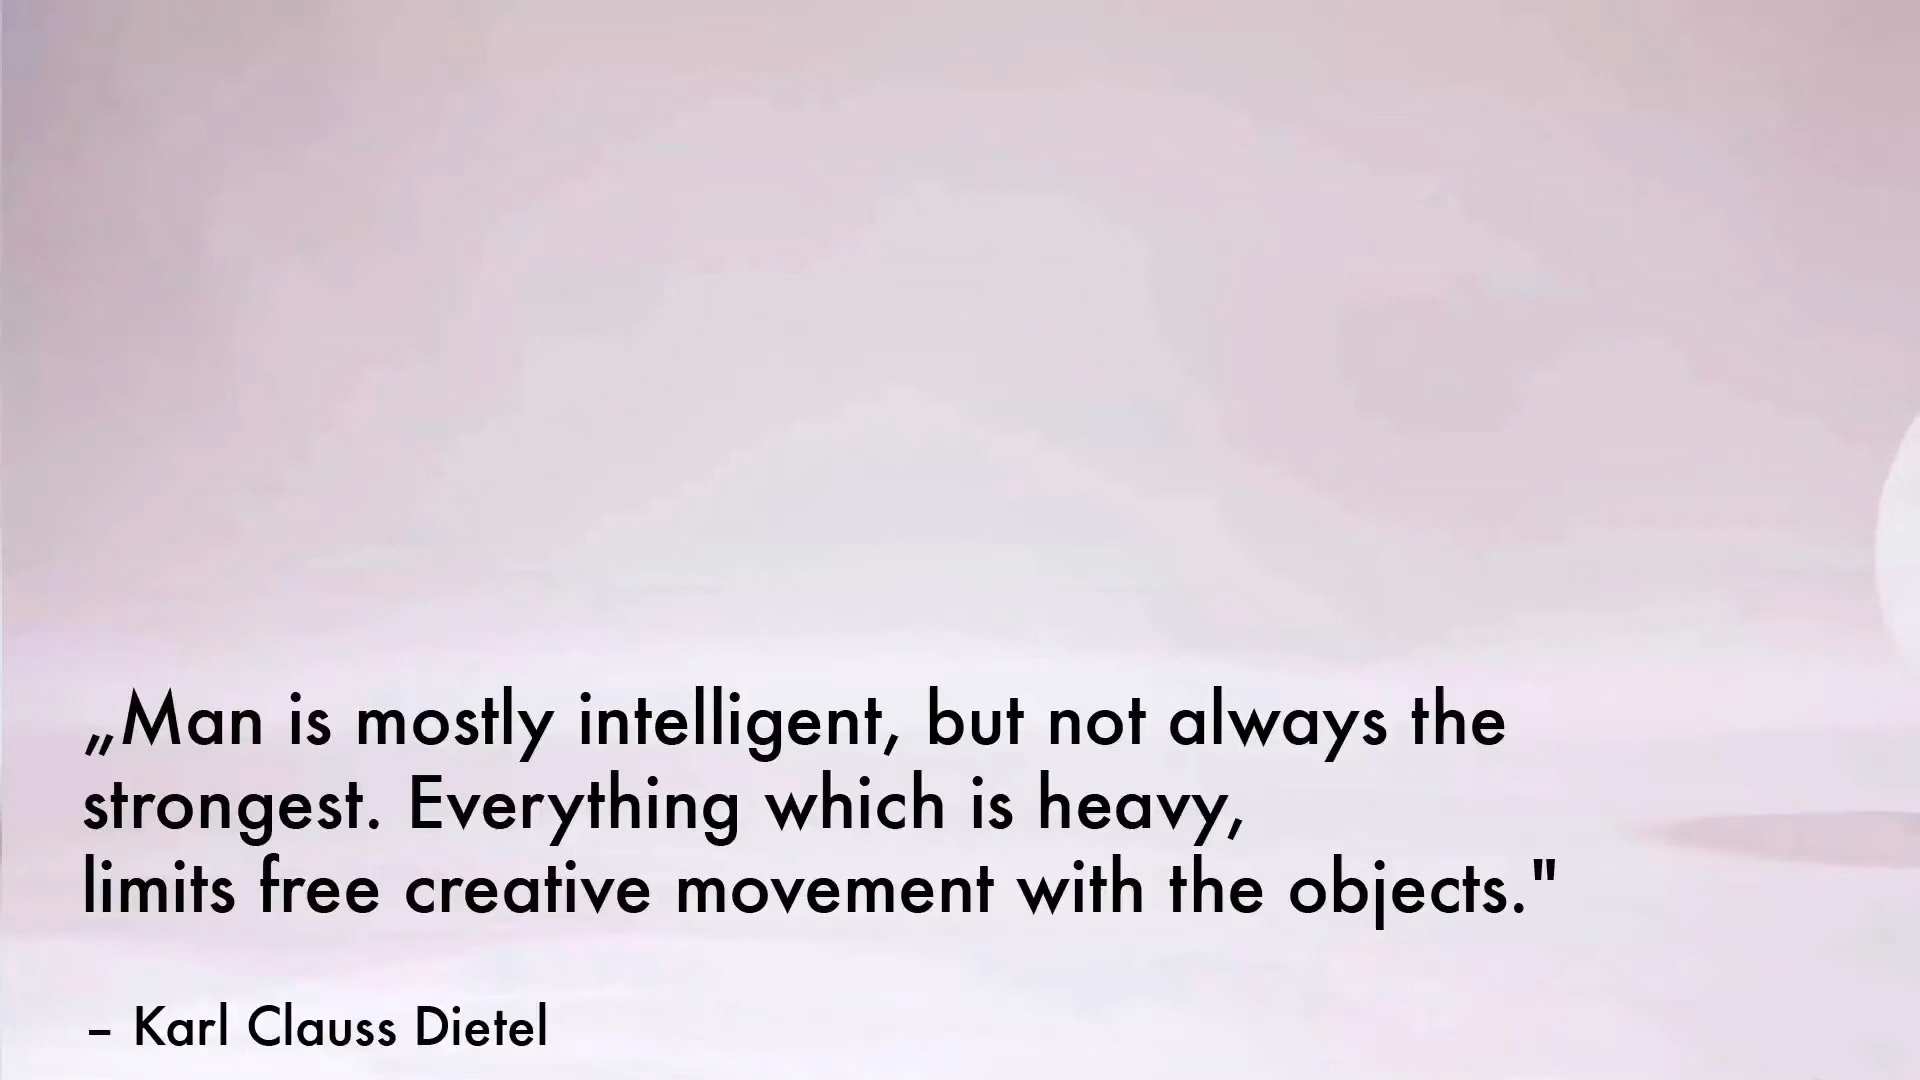 „Man is mostly intelligent, but not always the
strongest. Everything which is heavy,
limits free creative movement with the objects."
– Karl Clauss Dietel